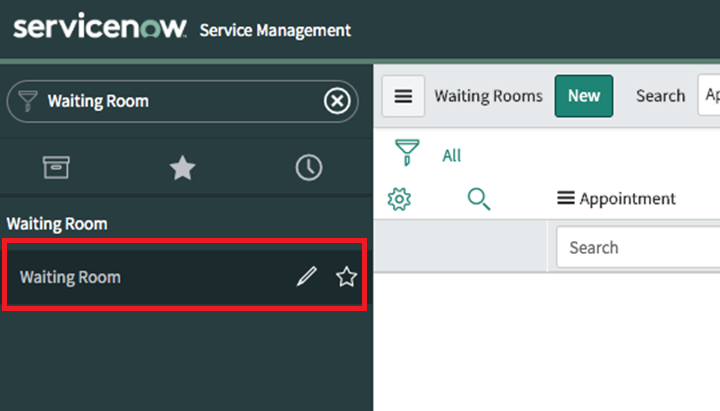 servicenow Service Management
Waiting Room
Waiting Rooms New Search Ap
All
Appointment
Waiting Room
Search
Waiting Room